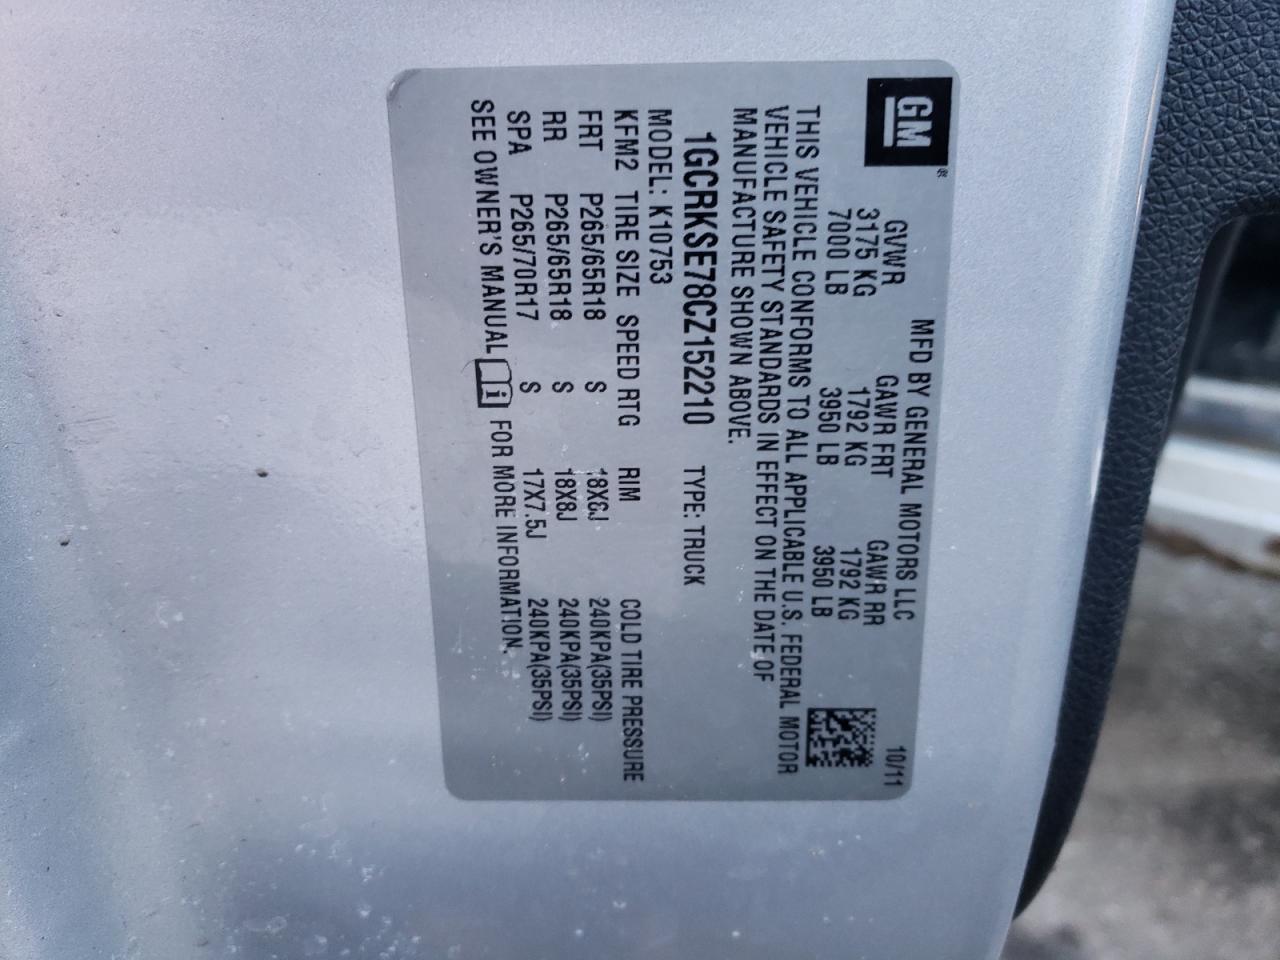 GM®
MFD BY GENERAL MOTORS LLC 10/11
GVWR GAWR FRT GAWR RR
3175 KG 1792 KG 1792 KG
7000 LB 3950 LB 3950 LB
THIS VEHICLE CONFORMS TO ALL APPLICABLE U.S. FEDERAL MOTOR
VEHICLE SAFETY STANDARDS IN EFFECT ON THE DATE OF
MANUFACTURE SHOWN ABOVE.
1GCRKSE78CZ152210 TYPE: TRUCK
MODEL: K10753
KFM2 TIRE SIZE SPEED RTG RIM COLD TIRE PRESSURE
FRT P265/65R18 S 18X8J 240KPA(35PSI)
RR P265/65R18 S 18X8J 240KPA(35PSI)
SPA P265/70R17 S 17X7.5J 240KPA(35PSI)
SEE OWNER'S MANUAL i FOR MORE INFORMATION.